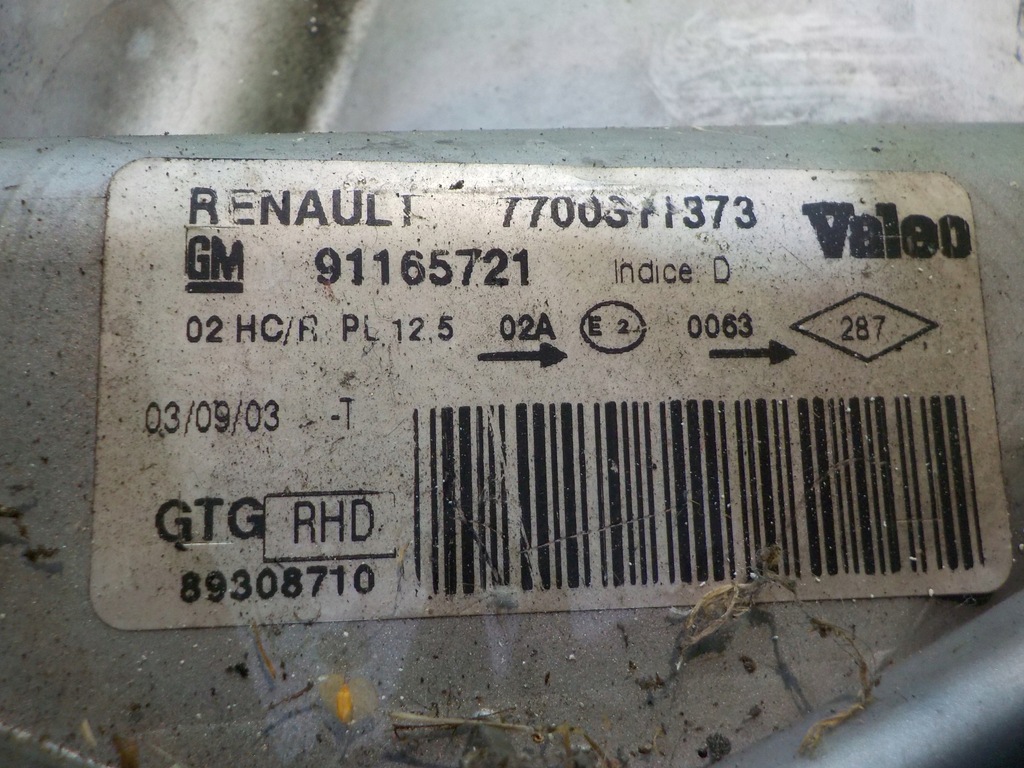 RENAULT 7700311373 Valeo
GM 91165721 Indice D
02 HC/R PL 12.5 02A E 2 0063 287
03/09/03 -T
GTG RHD
89308710